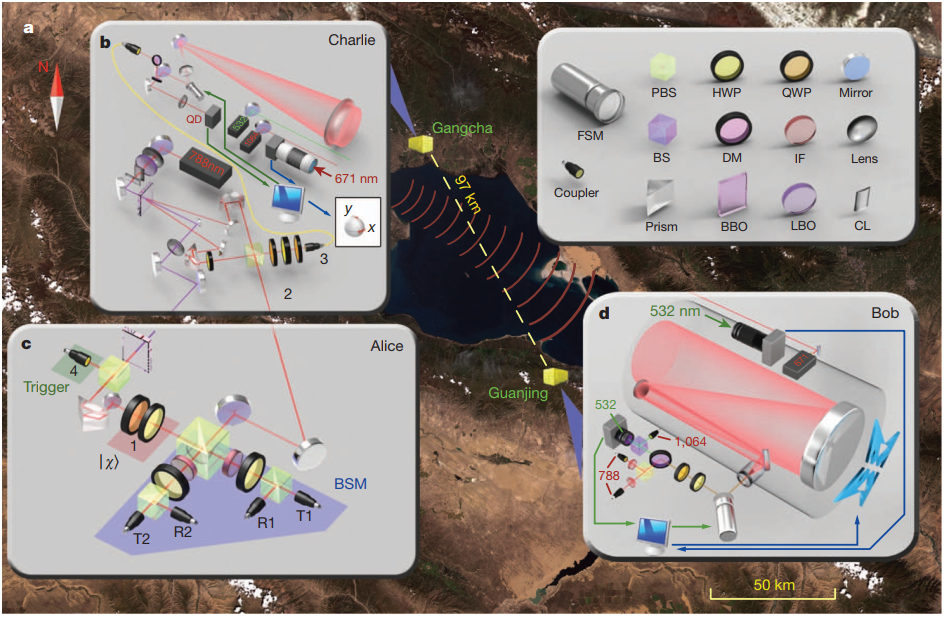 a
N
b
Charlie
QD
532
788nm
671 nm
y
x
3
2
Gangcha
97 km
Guanjing
FSM
Coupler
PBS
HWP
QWP
Mirror
BS
DM
IF
Lens
Prism
BBO
LBO
CL
c
Alice
4
Trigger
1
|χ⟩
BSM
T2
R2
R1
T1
d
Bob
532 nm
532
1,064
788
50 km